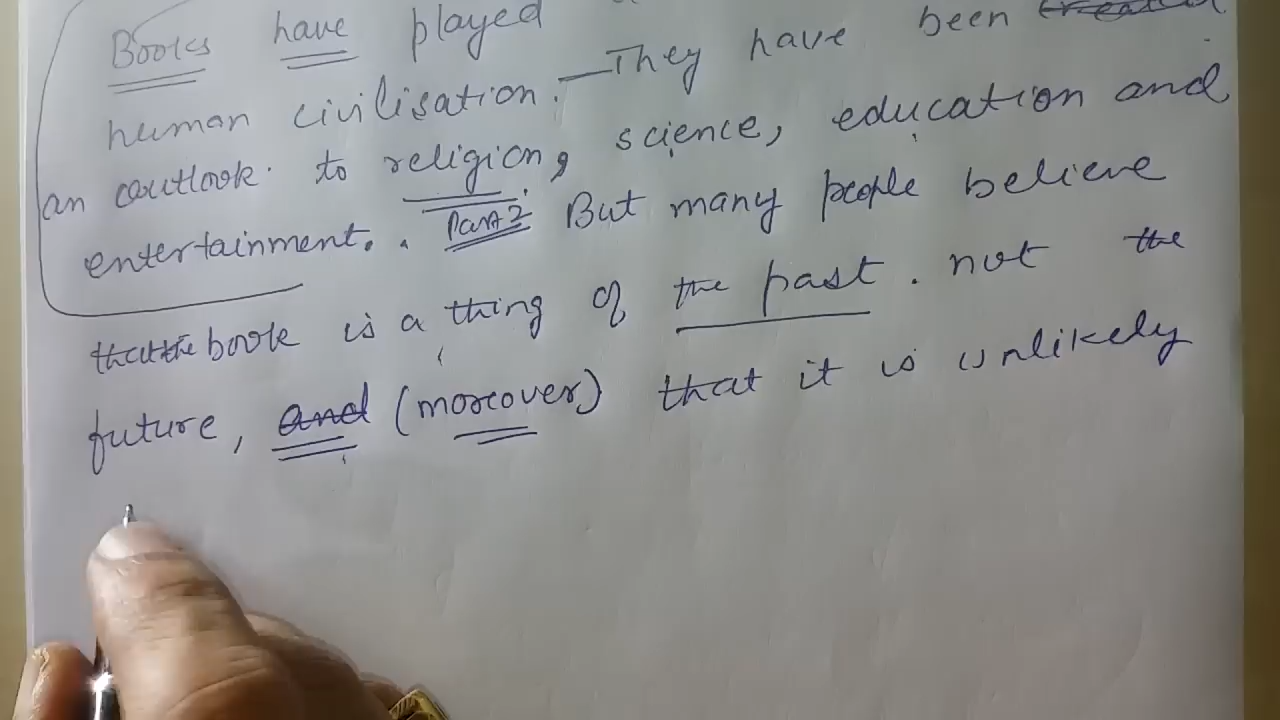 Books have played
human civilisation. They have been created
an outlook to religion, science, education and
entertainment. Part 2 But many people believe
that the book is a thing of the past. not the
future, and (moreover) that it is unlikely